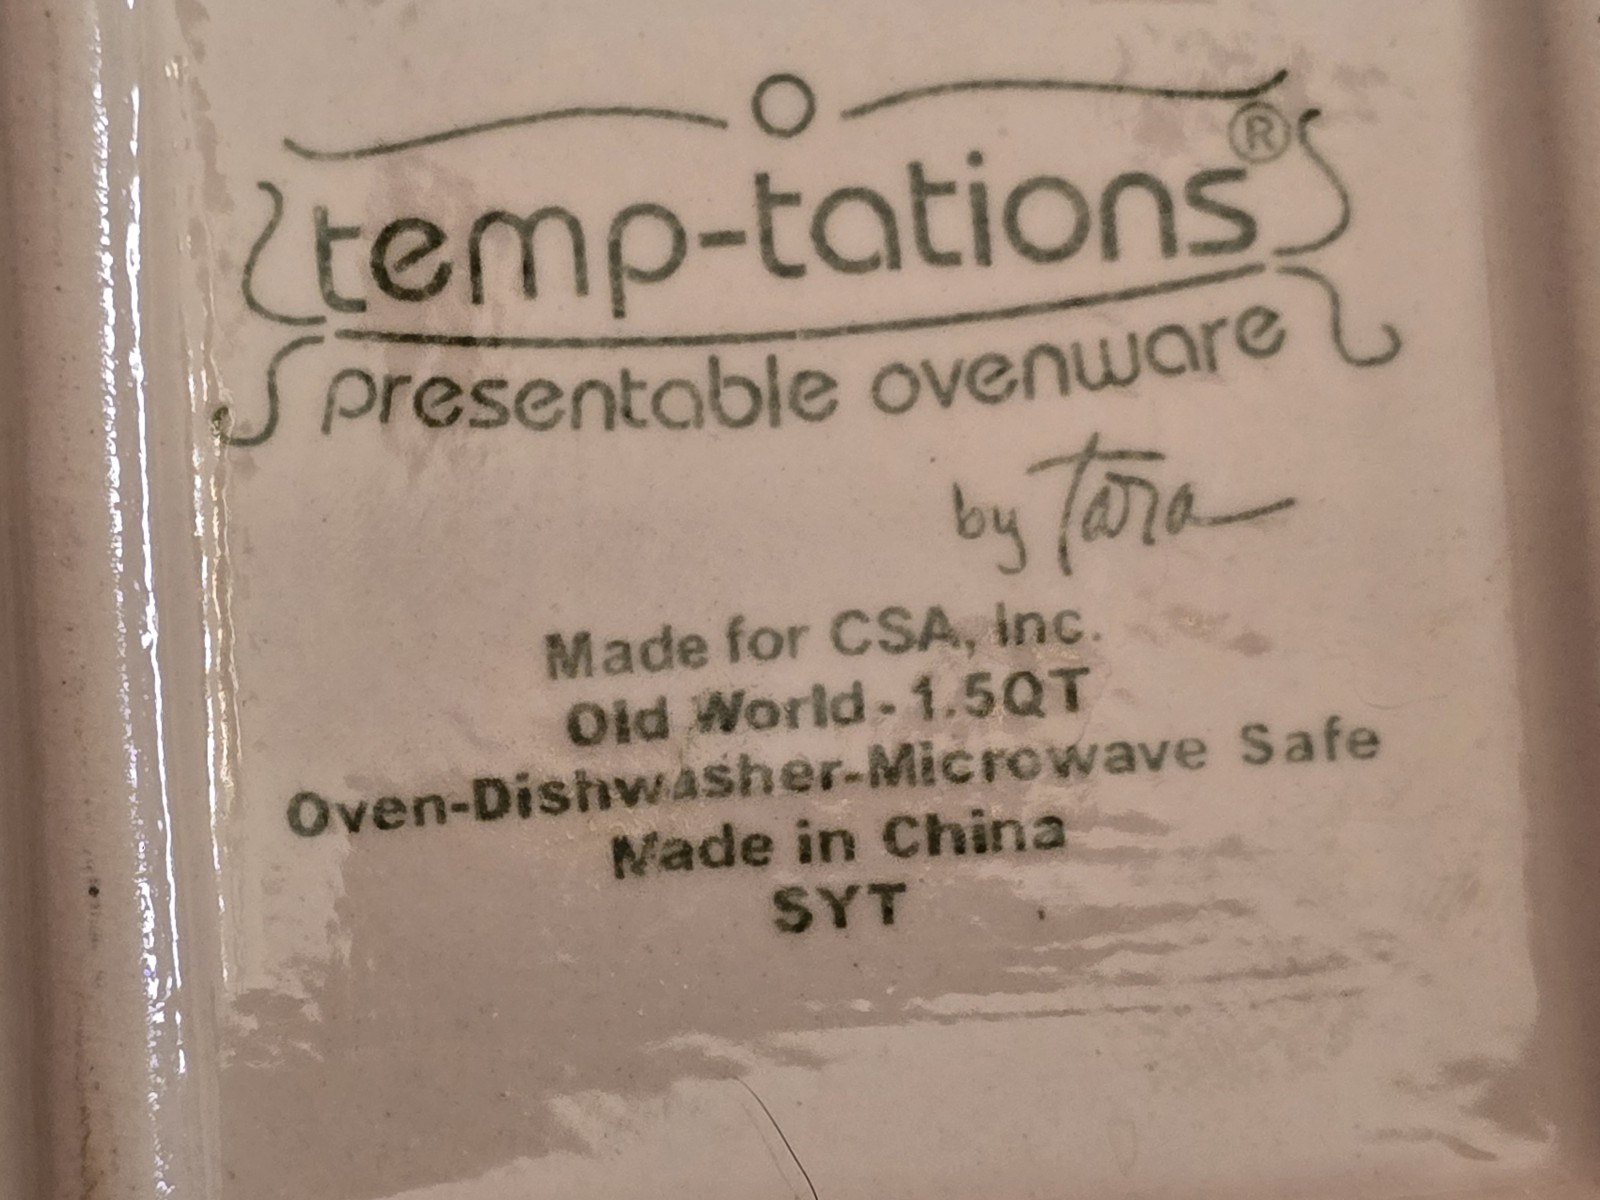 temp-tations®
presentable ovenware
by Tara
Made for CSA, Inc.
Old World - 1.5QT
Oven-Dishwasher-Microwave Safe
Made in China
SYT